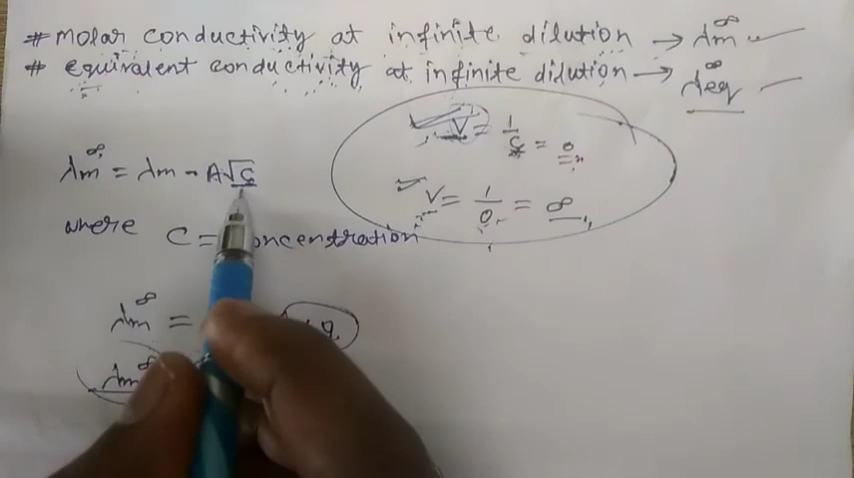 # molar conductivity at infinite dilution → λm^∞
# equivalent conductivity at infinite dilution → λeq^∞
V = 1/C = 0
λm^∞ = λm - A√C
V = 1/0 = ∞
where C = oncentration
λm^∞ =
λm^∞